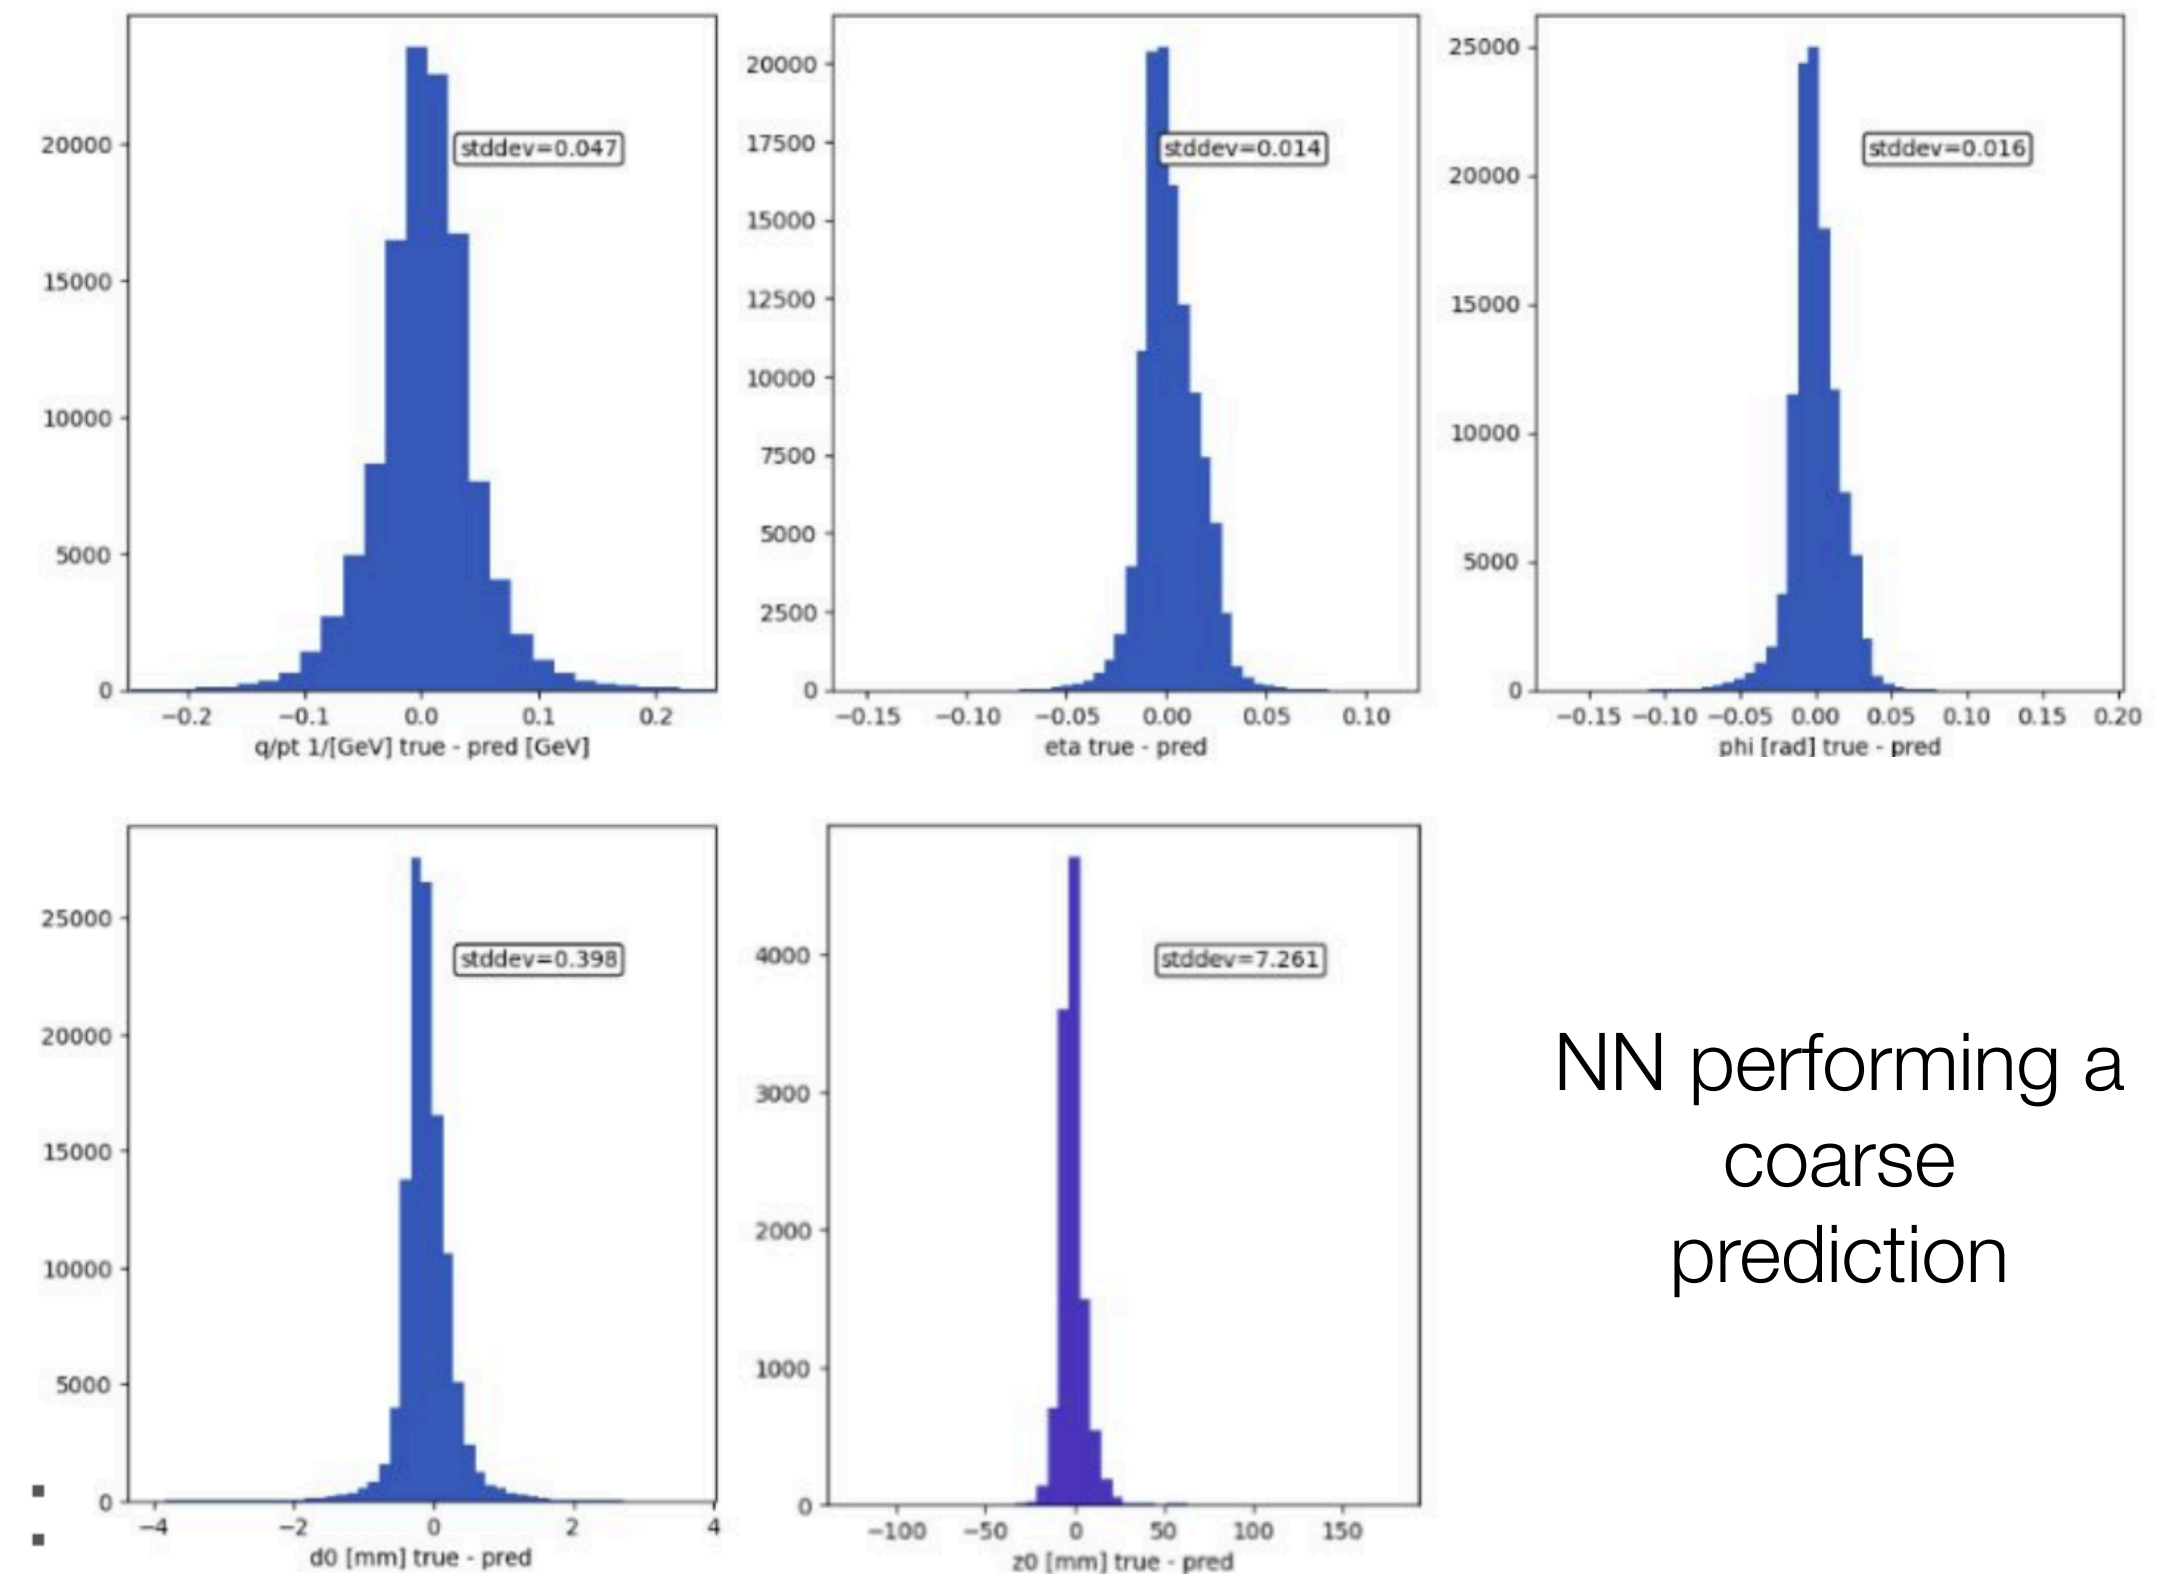 20000
15000
10000
5000
0
stddev=0.047
−0.2 −0.1 0.0 0.1 0.2
q/pt 1/[GeV] true - pred [GeV]
20000
17500
15000
12500
10000
7500
5000
2500
0
stddev=0.014
−0.15 −0.10 −0.05 0.00 0.05 0.10
eta true - pred
25000
20000
15000
10000
5000
0
stddev=0.016
−0.15 −0.10 −0.05 0.00 0.05 0.10 0.15 0.20
phi [rad] true - pred
25000
20000
15000
10000
5000
0
stddev=0.398
−4 −2 0 2 4
d0 [mm] true - pred
4000
3000
2000
1000
0
stddev=7.261
−100 −50 0 50 100 150
z0 [mm] true - pred
NN performing a
coarse
prediction